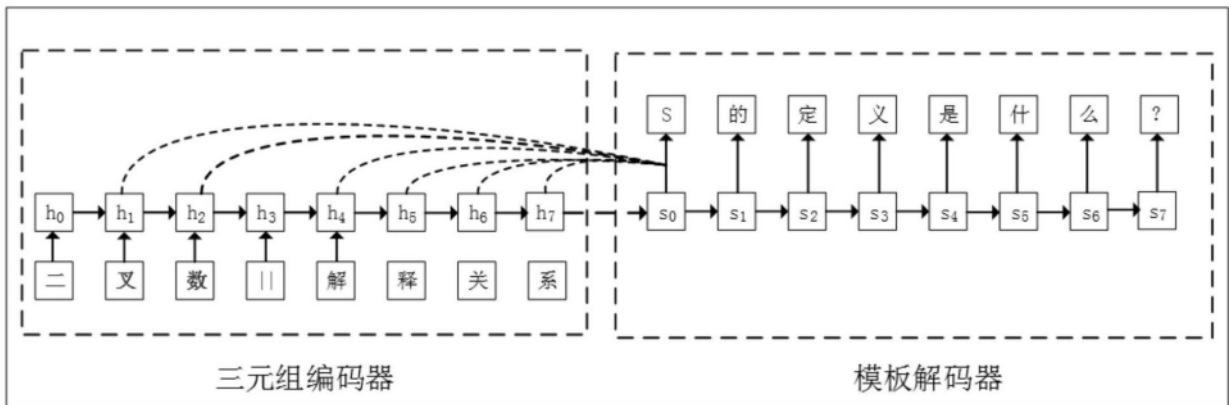 S 的 定 义 是 什 么 ?
h₀ h₁ h₂ h₃ h₄ h₅ h₆ h₇ s₀ s₁ s₂ s₃ s₄ s₅ s₆ s₇
二 叉 数 || 解 释 关 系
三元组编码器 模板解码器